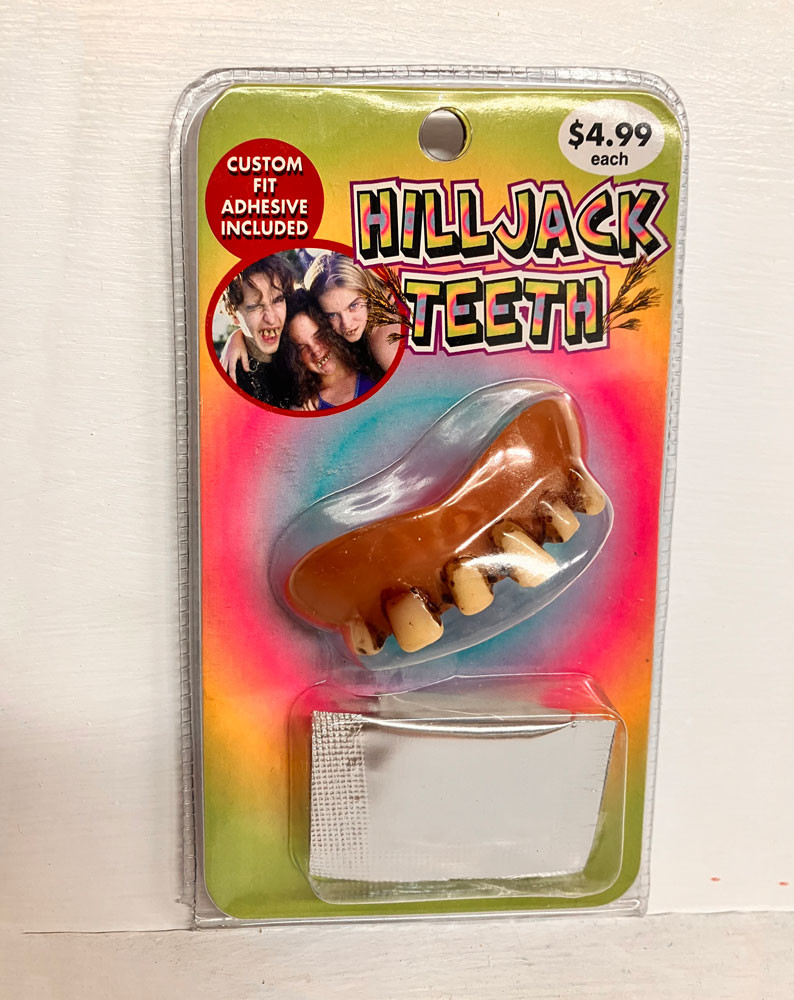 $4.99
each
CUSTOM
FIT
ADHESIVE
INCLUDED
HILLJACK
TEETH